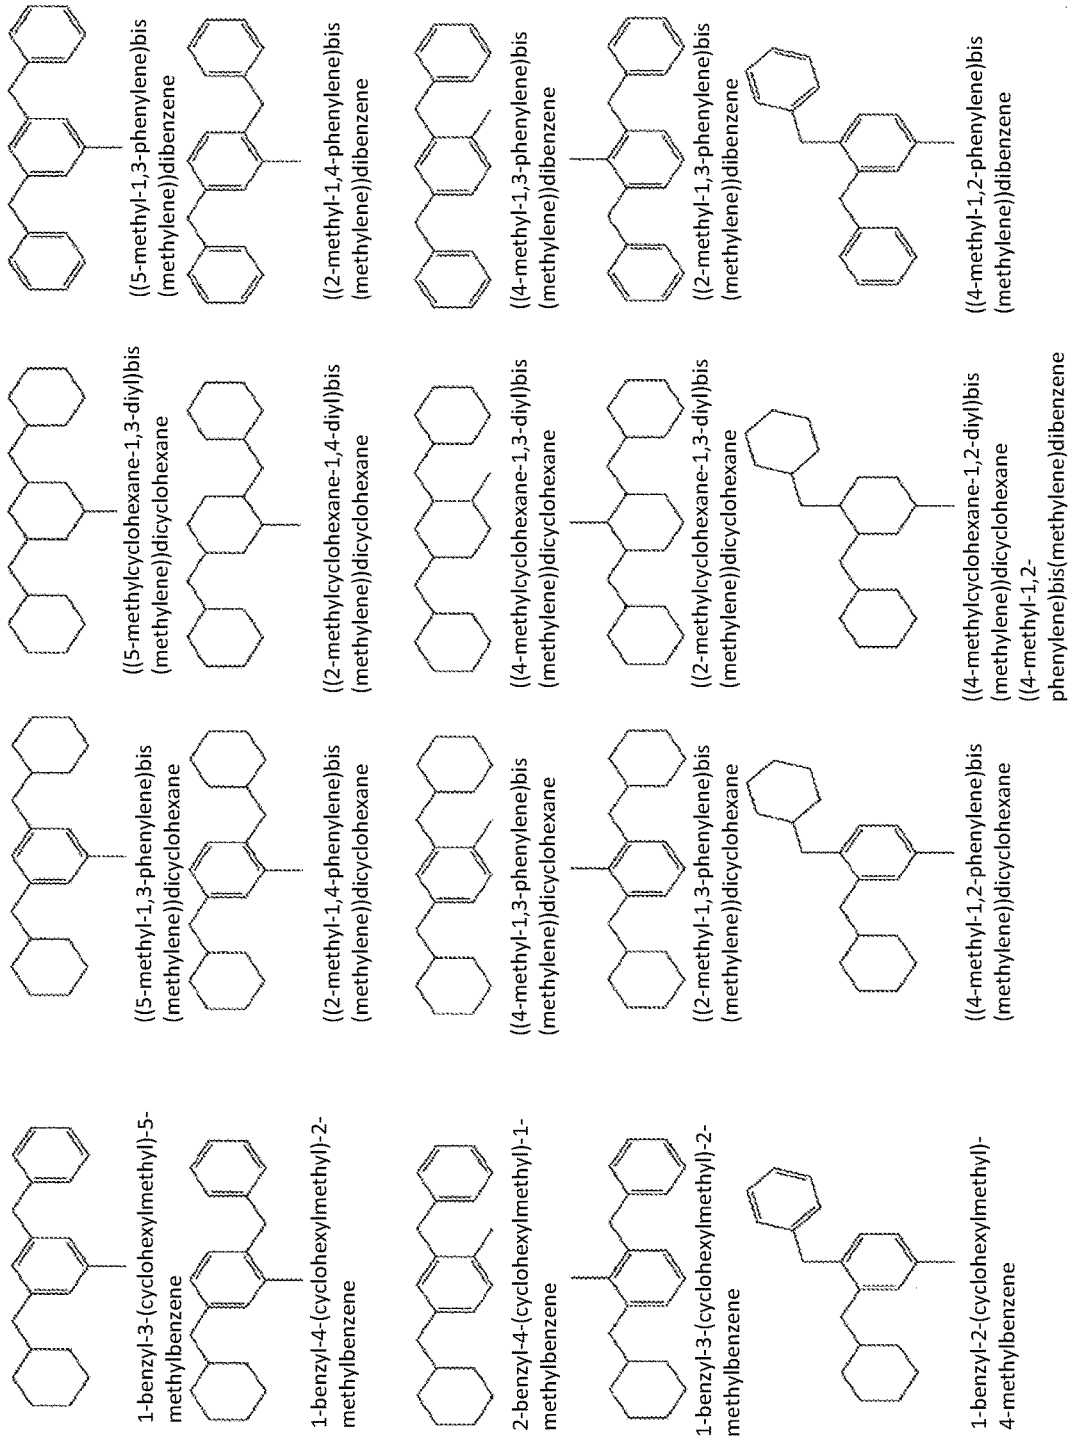 1-benzyl-3-(cyclohexylmethyl)-5-
methylbenzene
((5-methyl-1,3-phenylene)bis
(methylene))dicyclohexane
((5-methylcyclohexane-1,3-diyl)bis
(methylene))dicyclohexane
((5-methyl-1,3-phenylene)bis
(methylene))dibenzene
1-benzyl-4-(cyclohexylmethyl)-2-
methylbenzene
((2-methyl-1,4-phenylene)bis
(methylene))dicyclohexane
((2-methylcyclohexane-1,4-diyl)bis
(methylene))dicyclohexane
((2-methyl-1,4-phenylene)bis
(methylene))dibenzene
2-benzyl-4-(cyclohexylmethyl)-1-
methylbenzene
((4-methyl-1,3-phenylene)bis
(methylene))dicyclohexane
((4-methylcyclohexane-1,3-diyl)bis
(methylene))dicyclohexane
((4-methyl-1,3-phenylene)bis
(methylene))dibenzene
1-benzyl-3-(cyclohexylmethyl)-2-
methylbenzene
((2-methyl-1,3-phenylene)bis
(methylene))dicyclohexane
((2-methylcyclohexane-1,3-diyl)bis
(methylene))dicyclohexane
((2-methyl-1,3-phenylene)bis
(methylene))dibenzene
1-benzyl-2-(cyclohexylmethyl)-
4-methylbenzene
((4-methyl-1,2-phenylene)bis
(methylene))dicyclohexane
((4-methylcyclohexane-1,2-diyl)bis
(methylene))dicyclohexane
((4-methyl-1,2-
phenylene)bis(methylene)dibenzene
((4-methyl-1,2-phenylene)bis
(methylene))dibenzene